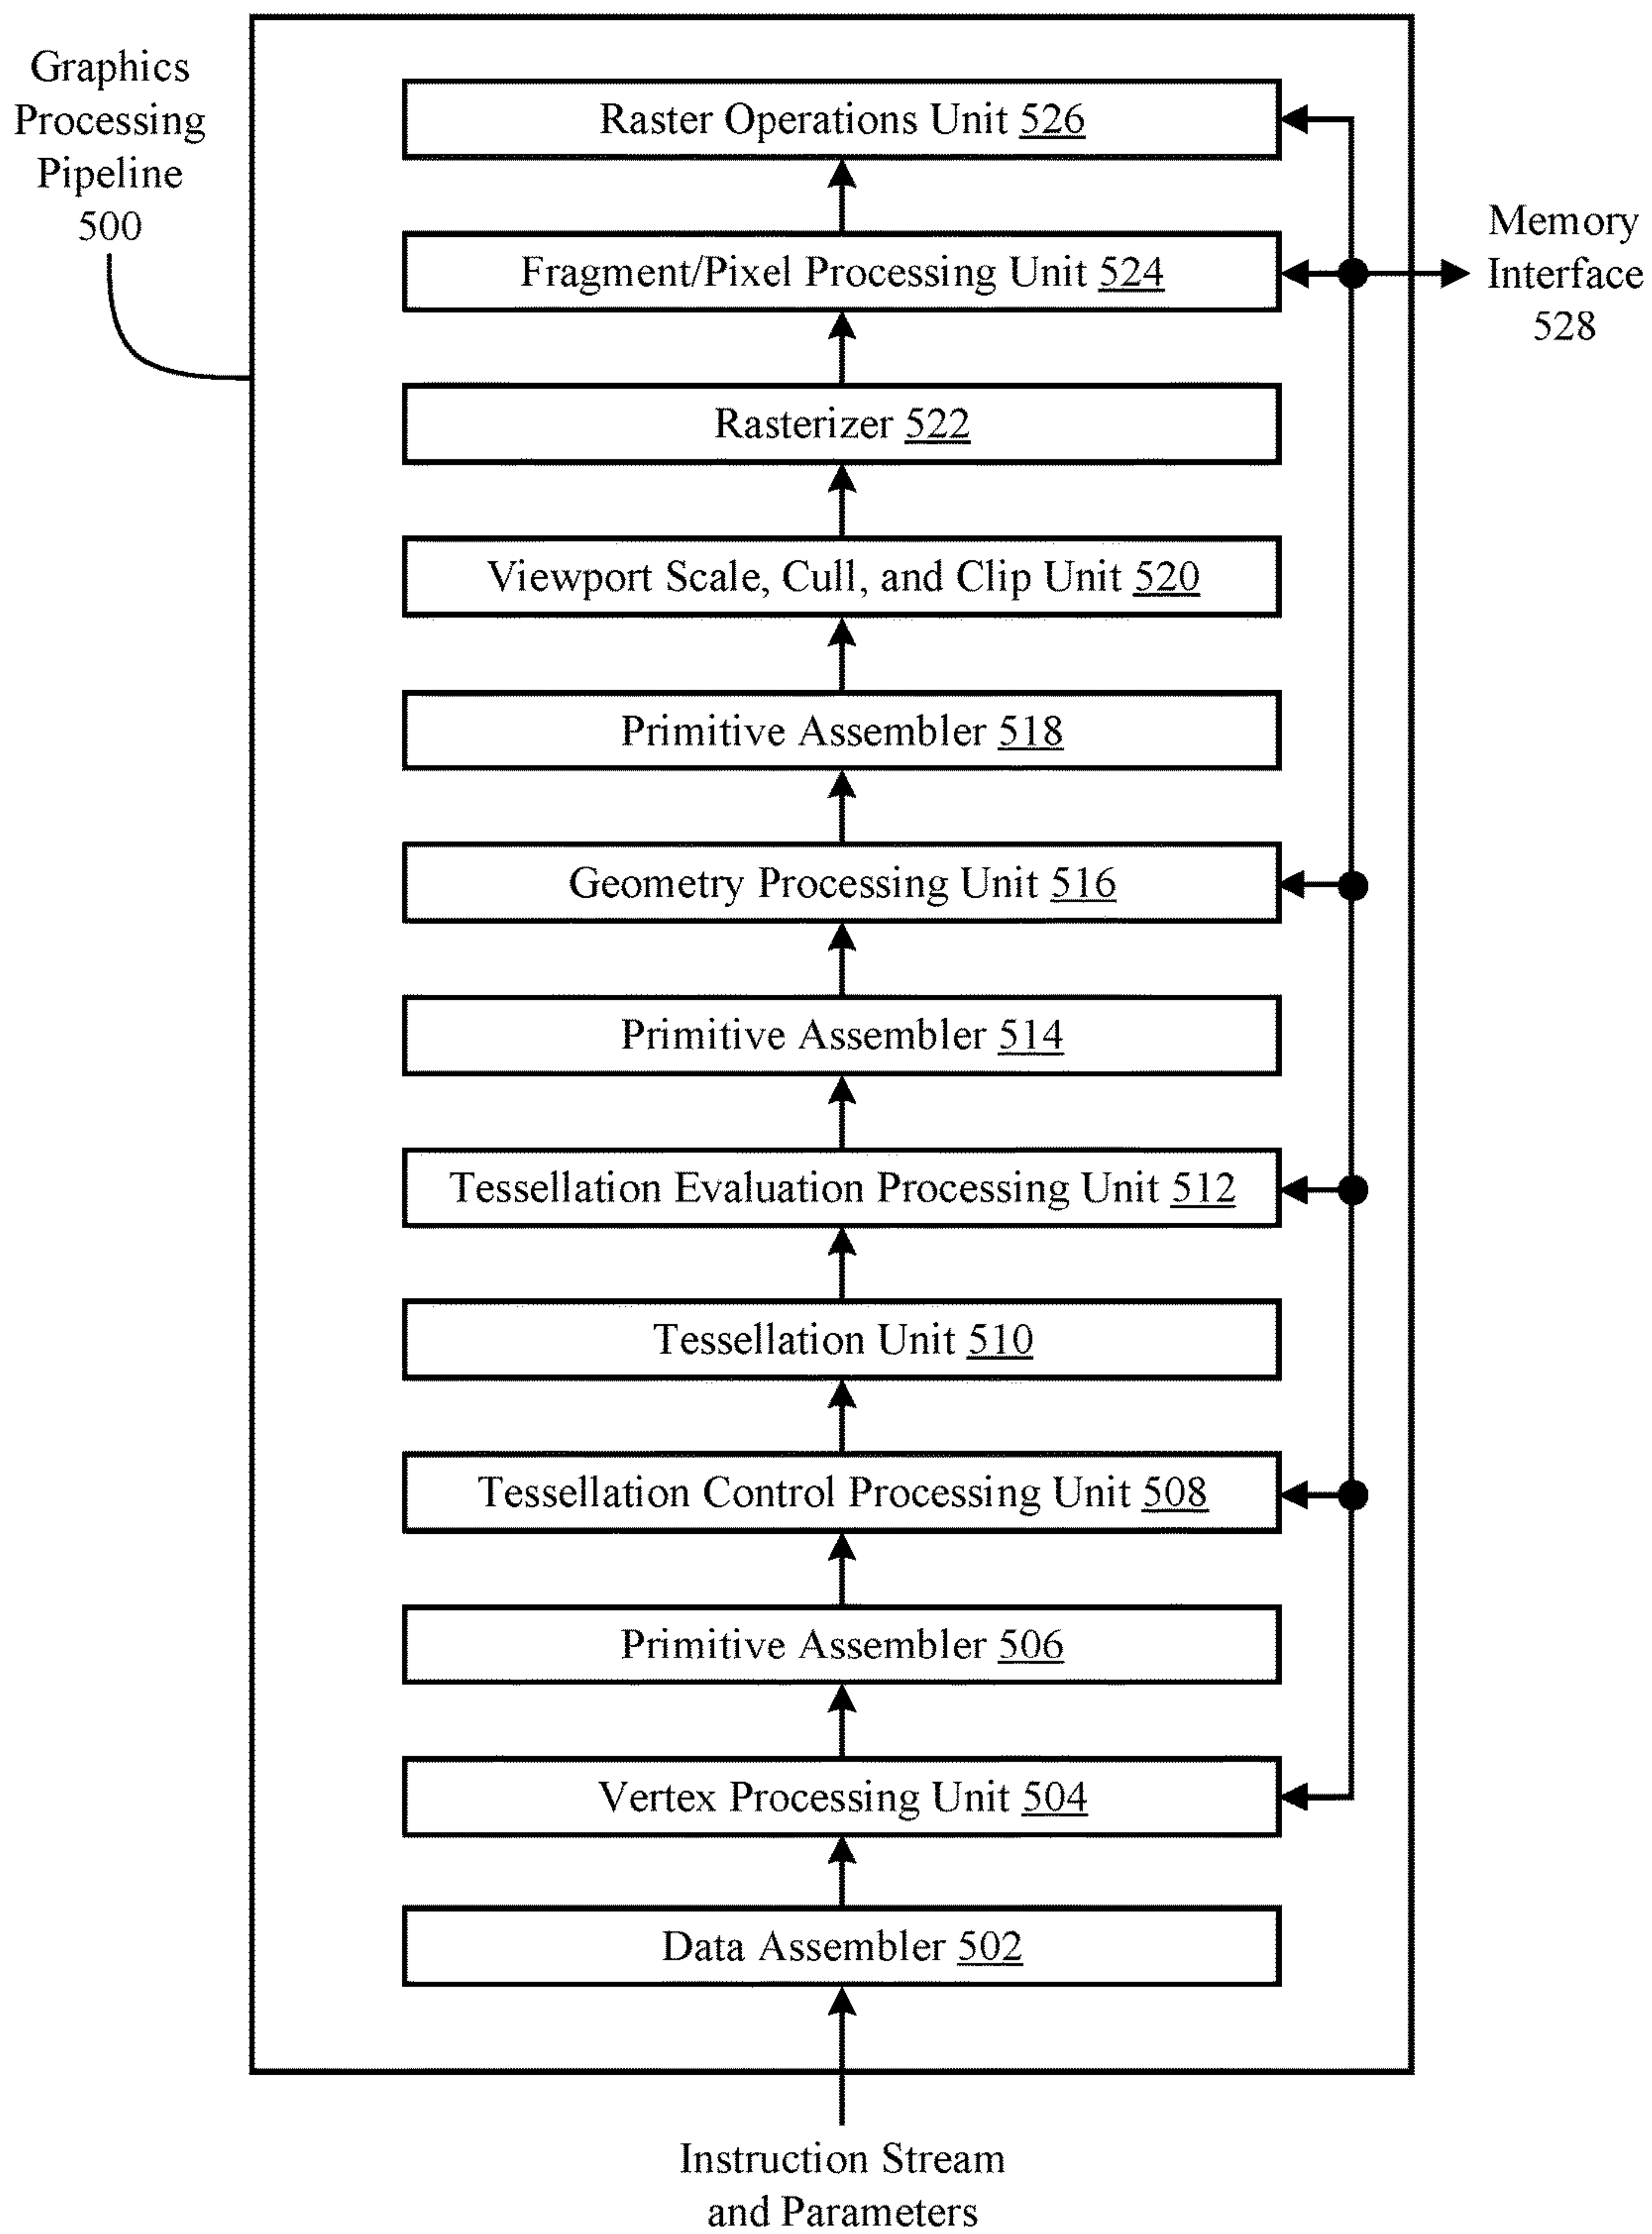 Graphics
Processing
Pipeline
500
Raster Operations Unit 526
Fragment/Pixel Processing Unit 524
Memory
Interface
528
Rasterizer 522
Viewport Scale, Cull, and Clip Unit 520
Primitive Assembler 518
Geometry Processing Unit 516
Primitive Assembler 514
Tessellation Evaluation Processing Unit 512
Tessellation Unit 510
Tessellation Control Processing Unit 508
Primitive Assembler 506
Vertex Processing Unit 504
Data Assembler 502
Instruction Stream
and Parameters